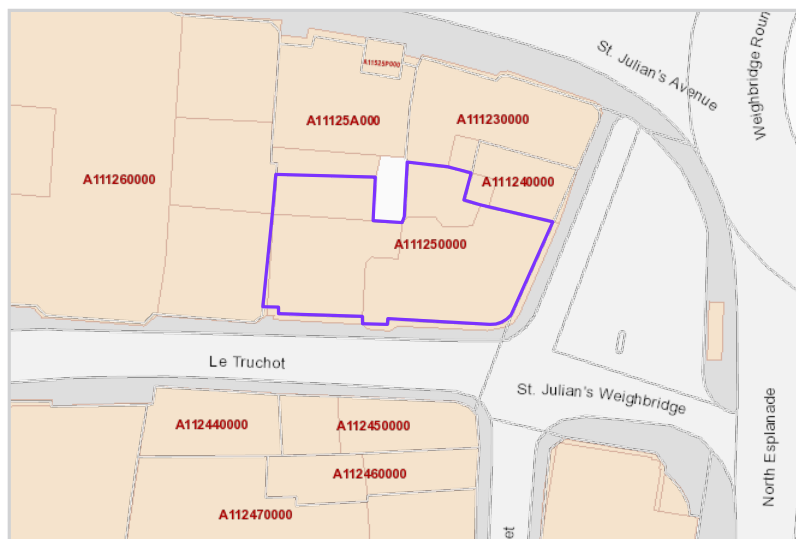 St. Julian's Avenue
Weighbridge Roun
A11125A000
A111230000
A111260000
A111240000
A111250000
Le Truchot
St. Julian's Weighbridge
North Esplanade
A112440000
A112450000
A112460000
A112470000
et